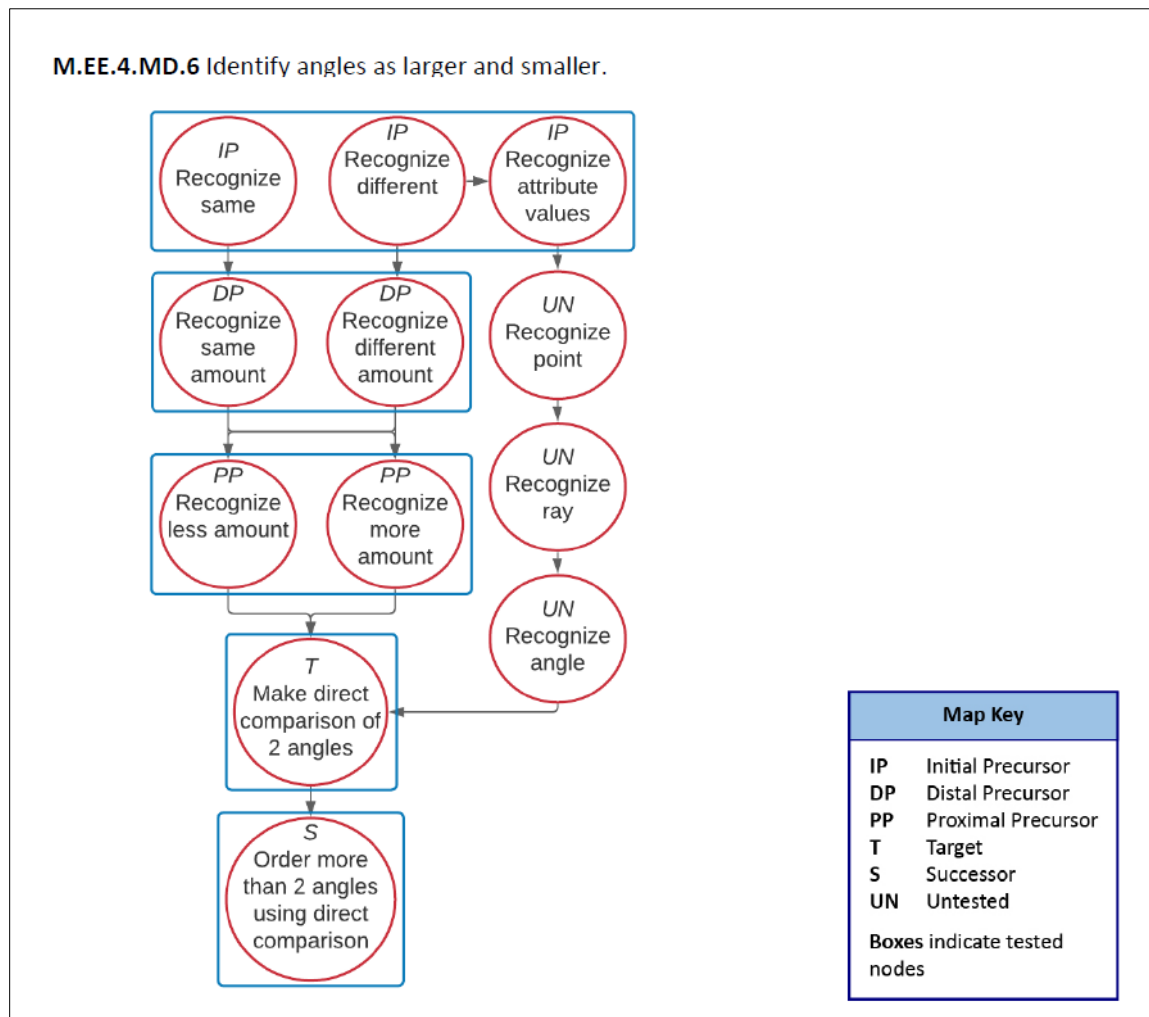 M.EE.4.MD.6 Identify angles as larger and smaller.
IP
Recognize
same
IP
Recognize
different
IP
Recognize
attribute
values
DP
Recognize
same
amount
DP
Recognize
different
amount
UN
Recognize
point
PP
Recognize
less amount
PP
Recognize
more
amount
UN
Recognize
ray
UN
Recognize
angle
T
Make direct
comparison of
2 angles
S
Order more
than 2 angles
using direct
comparison
Map Key
IP Initial Precursor
DP Distal Precursor
PP Proximal Precursor
T Target
S Successor
UN Untested
Boxes indicate tested
nodes